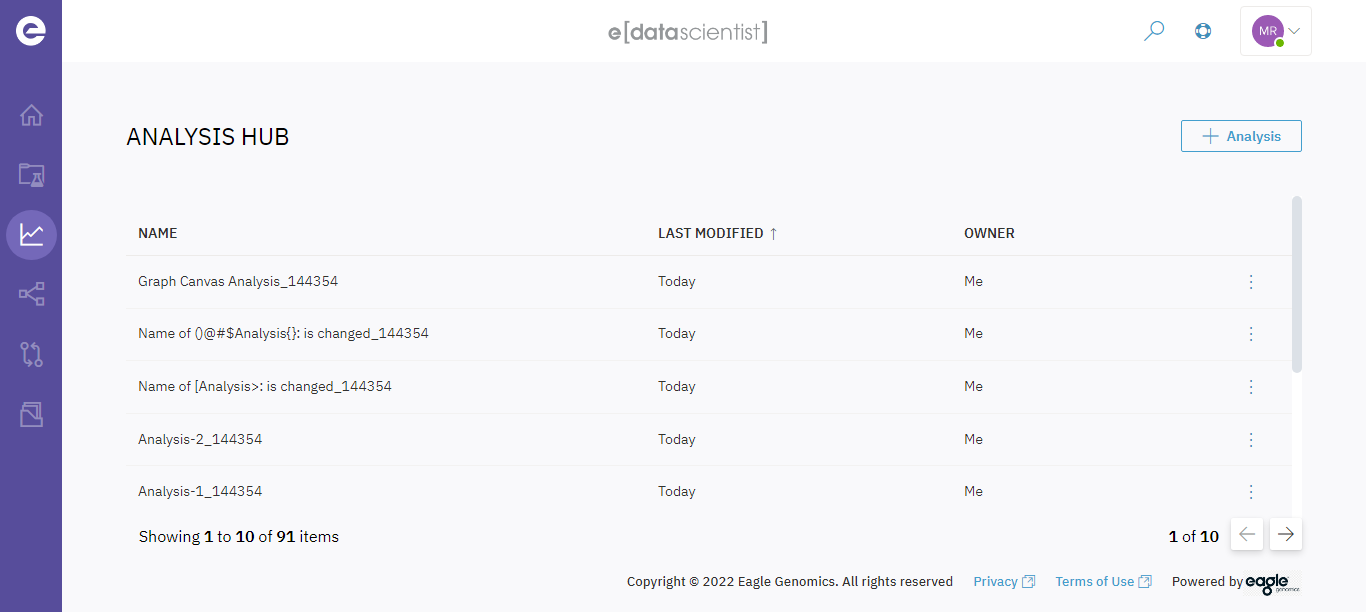 e[datascientist]
MR
ANALYSIS HUB
Analysis
NAME LAST MODIFIED ↑ OWNER
Graph Canvas Analysis_144354 Today Me
Name of ()@#$Analysis{}: is changed_144354 Today Me
Name of [Analysis>: is changed_144354 Today Me
Analysis-2_144354 Today Me
Analysis-1_144354 Today Me
Showing 1 to 10 of 91 items 1 of 10
Copyright © 2022 Eagle Genomics. All rights reserved Privacy Terms of Use Powered by eagle genomics